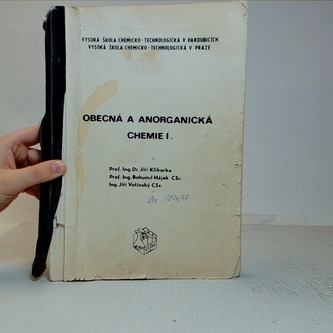 VYSOKÁ ŠKOLA CHEMICKO-TECHNOLOGICKÁ V PARDUBICÍCH
VYSOKÁ ŠKOLA CHEMICKO-TECHNOLOGICKÁ V PRAZE
OBECNÁ A ANORGANICKÁ
CHEMIE I.
Prof. Ing. Dr. Jiří Klikorka
Prof. Ing. Bohumil Hájek CSc.
Ing. Jiří Votinský CSc.